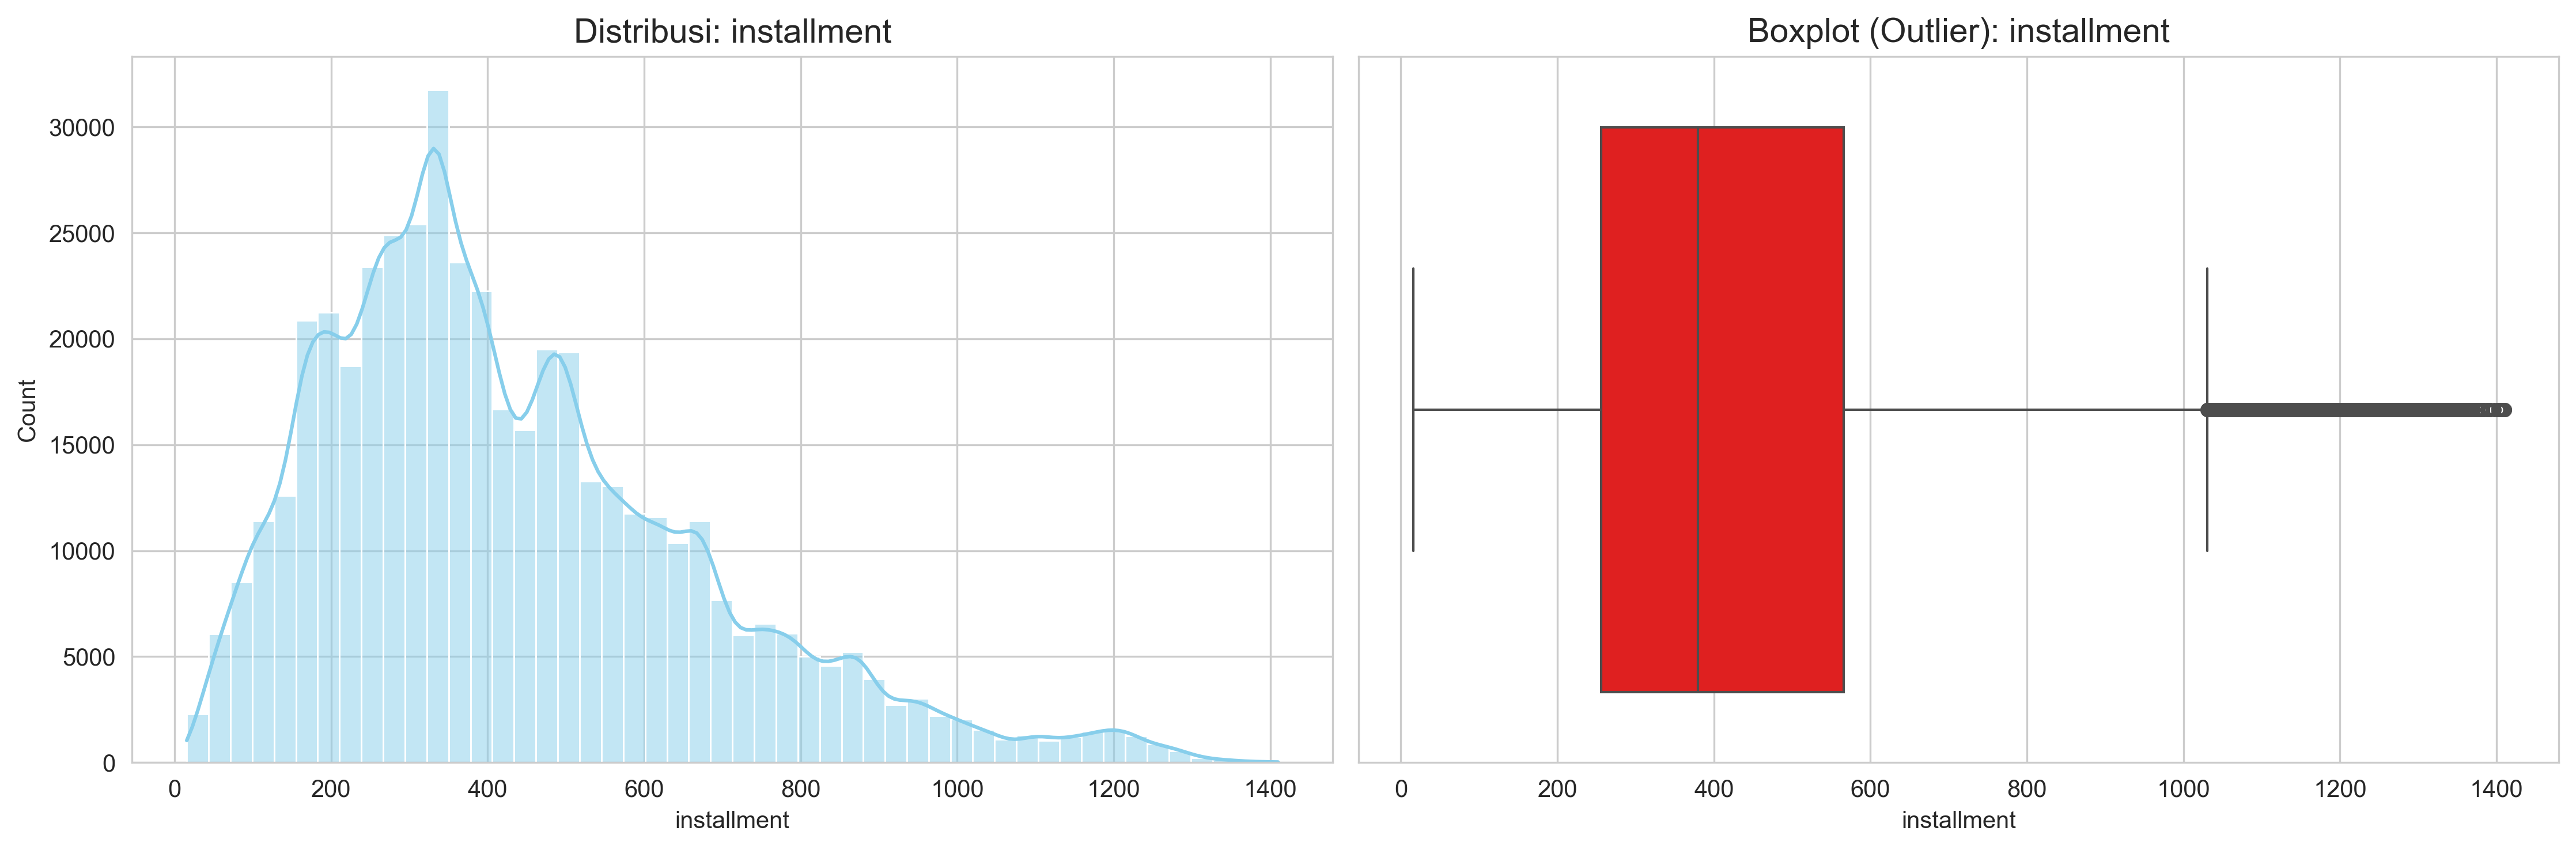 Distribusi: installment
30000
25000
20000
15000
10000
5000
0
Count
0 200 400 600 800 1000 1200 1400
installment
Boxplot (Outlier): installment
0 200 400 600 800 1000 1200 1400
installment